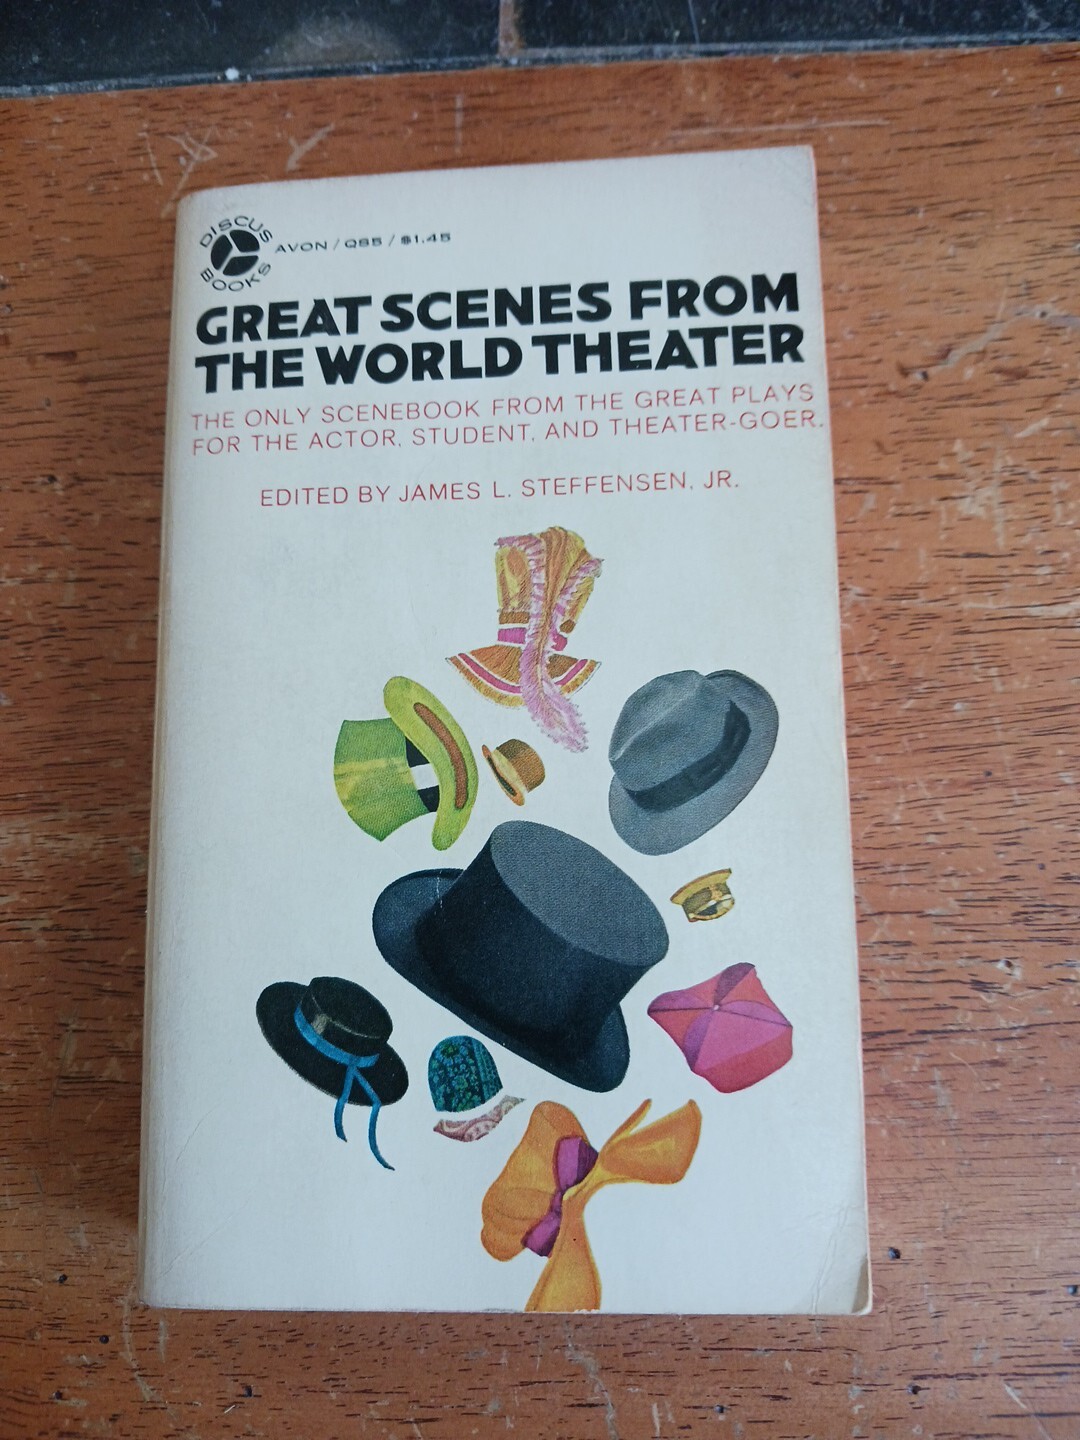 DISCUS
BOOKS
AVON / QS5 / $1.45
GREAT SCENES FROM
THE WORLD THEATER
THE ONLY SCENEBOOK FROM THE GREAT PLAYS
FOR THE ACTOR, STUDENT, AND THEATER-GOER.
EDITED BY JAMES L. STEFFENSEN, JR.